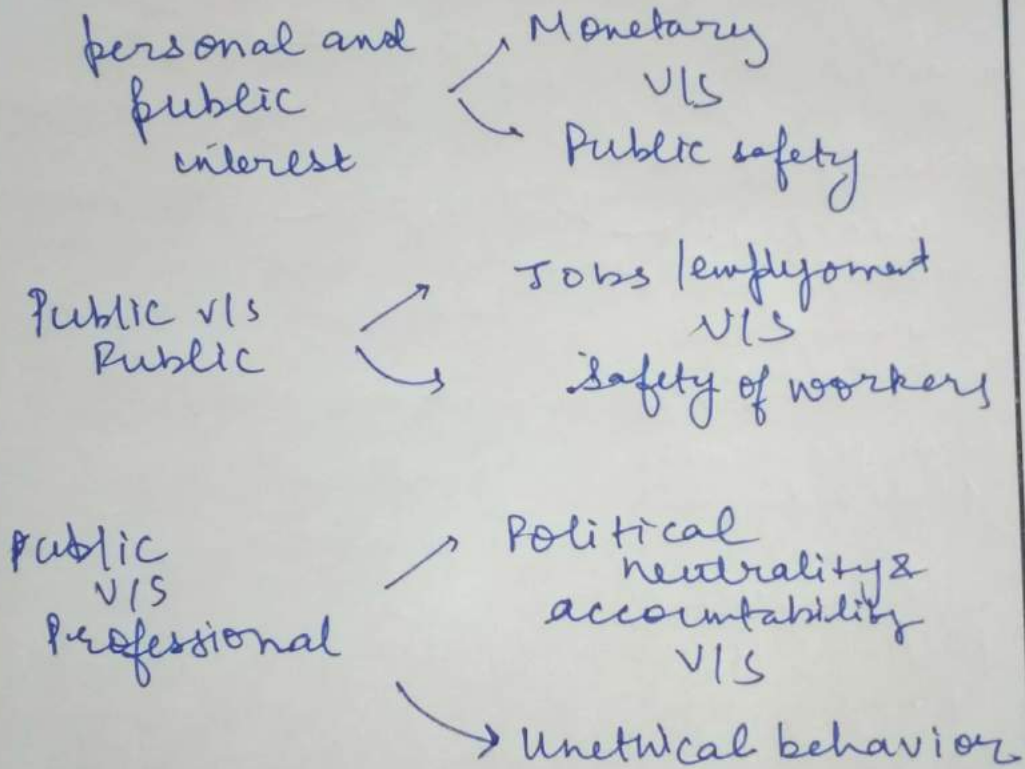 personal and
public
interest
Monetary
V/S
Public safety
Public v/s
Public
Jobs /emplyoment
V/S
Safety of workers
Public
V/S
Professional
Political
neutrality &
accountability
V/S
Unethical behavior